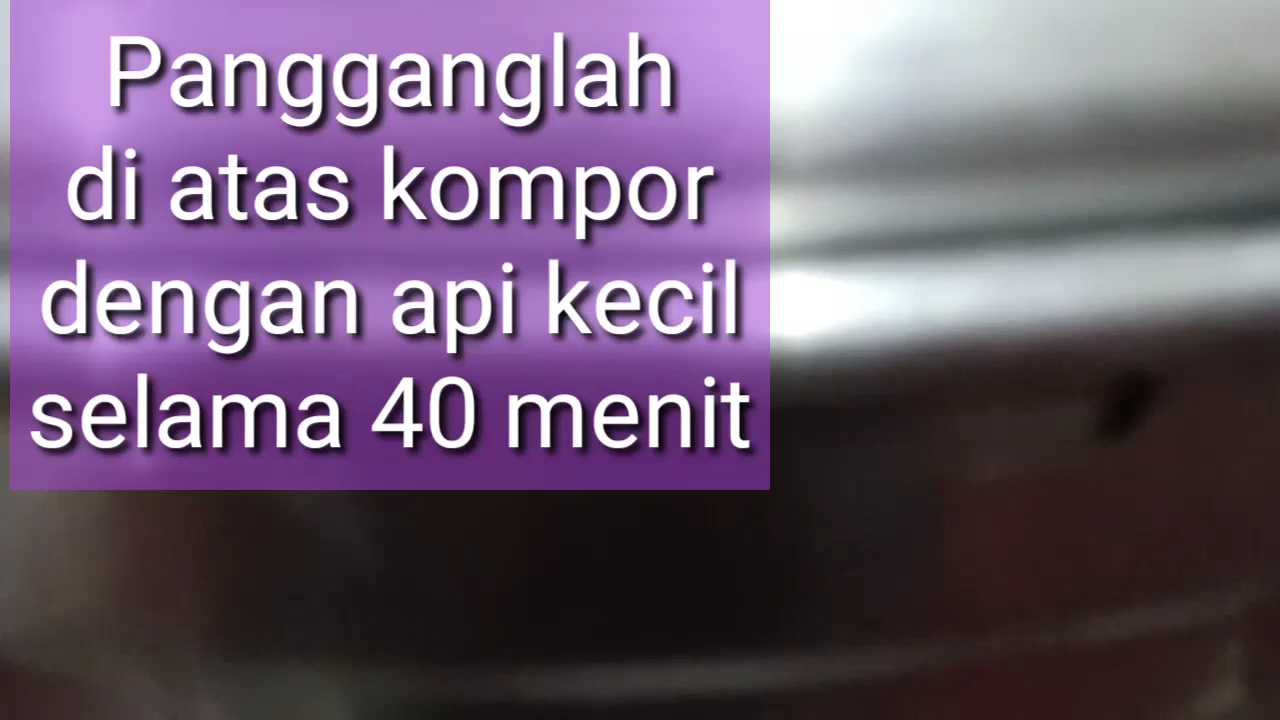 Pangganglah
di atas kompor
dengan api kecil
selama 40 menit